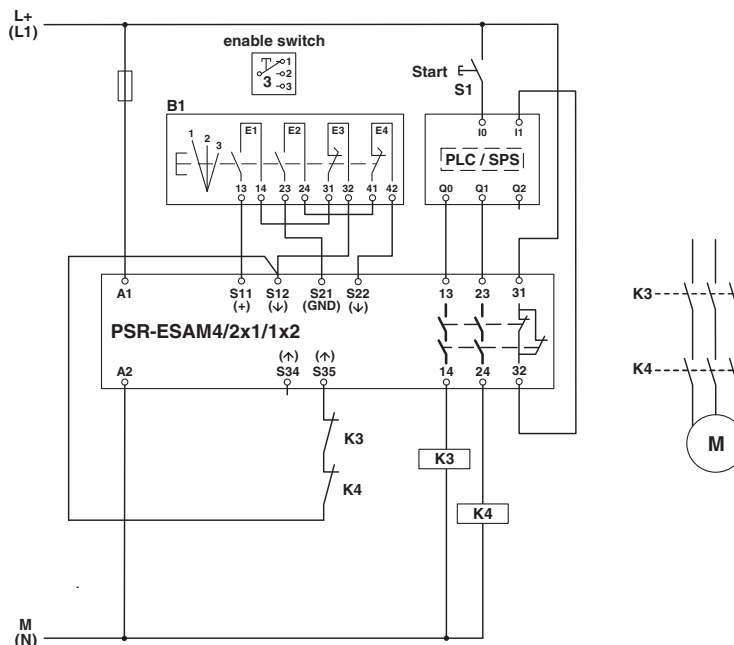 L+
(L1)
enable switch
1
2
3
3
Start
S1
B1
1
2
3
E1
E2
E3
E4
13
14
23
24
31
32
41
42
I0
I1
PLC / SPS
Q0
Q1
Q2
A1
S11
(+)
S12
(↓)
S21
(GND)
S22
(↓)
13
23
31
PSR-ESAM4/2x1/1x2
A2
(↑)
S34
(↑)
S35
14
24
32
K3
K4
K3
K4
K3
K4
M
M
(N)